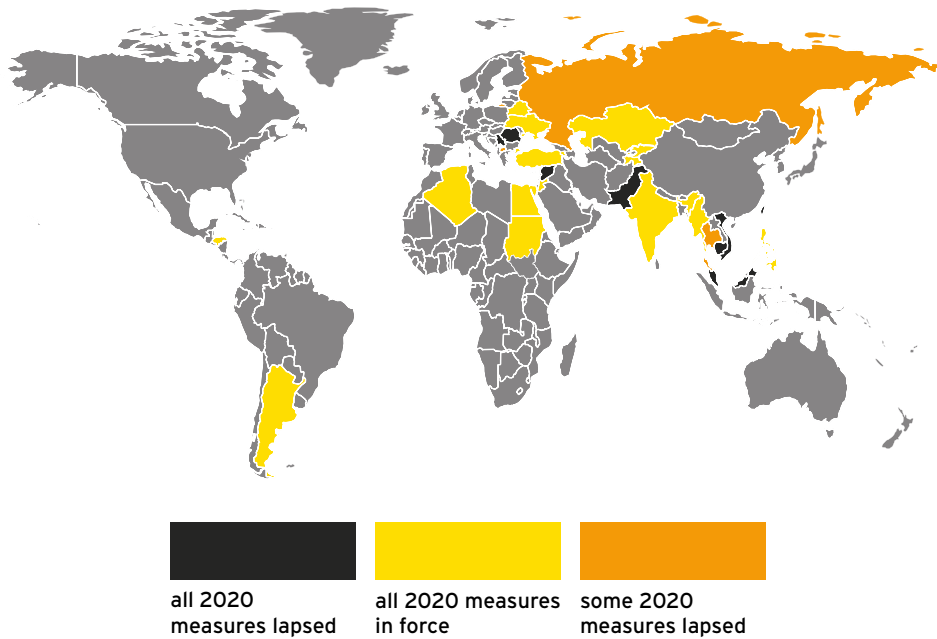 all 2020
measures lapsed
all 2020 measures
in force
some 2020
measures lapsed